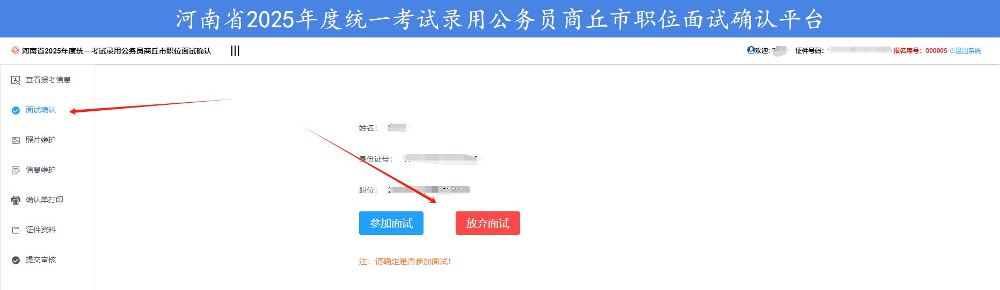 河南省2025年度统一考试录用公务员商丘市职位面试确认平台
河南省2025年度统一考试录用公务员商丘市职位面试确认
欢迎: 证件号码: 报名序号: 000005 退出系统
查看报考信息
面试确认
照片维护
信息维护
确认单打印
证件资料
提交审核
姓名:
身份证号:
职位:
参加面试 放弃面试
注: 请确定是否参加面试!